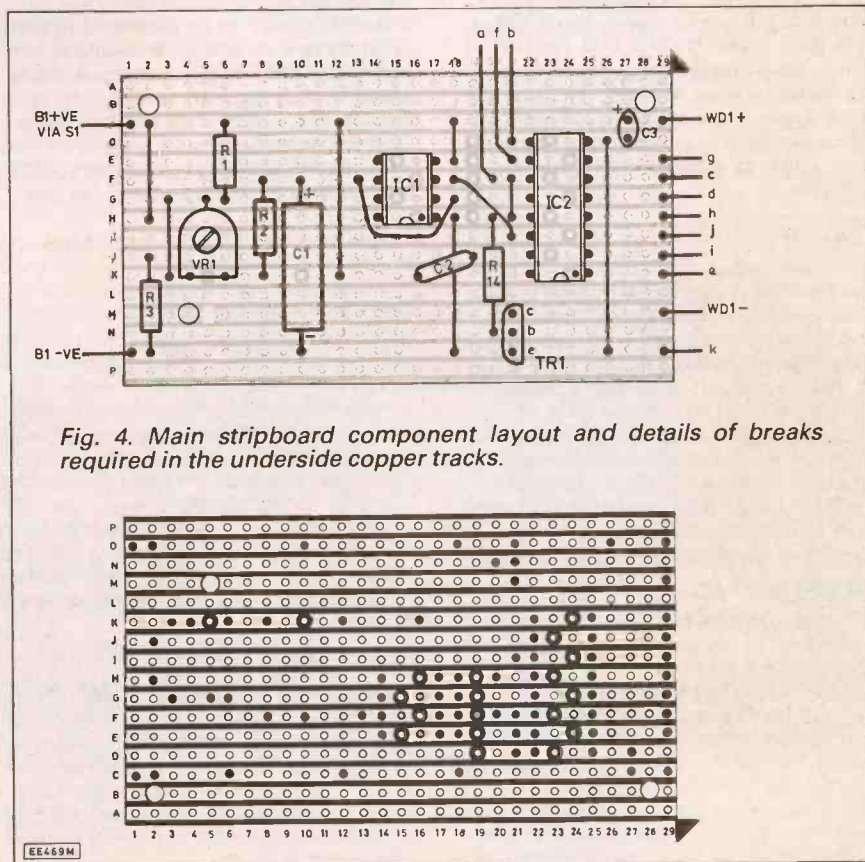 a f b
1 2 3 4 5 6 7 8 9 10 11 12 13 14 15 16 17 18 22 23 24 25 26 27 28 29
A
B
B1+VE
VIA S1
WD1+
D
E
F
G
H
I
J
K
L
M
N
P
R1
R2
C1
+
-
VR1
R3
IC1
C2
R14
IC2
+
C3
g
c
d
h
j
i
e
WD1-
k
c
b
e
TR1
B1-VE
Fig. 4. Main stripboard component layout and details of breaks
required in the underside copper tracks.
P
O
N
M
L
K
J
I
H
G
F
E
D
C
B
A
1 2 3 4 5 6 7 8 9 10 11 12 13 14 15 16 17 18 19 20 21 22 23 24 25 26 27 28 29
EE469M